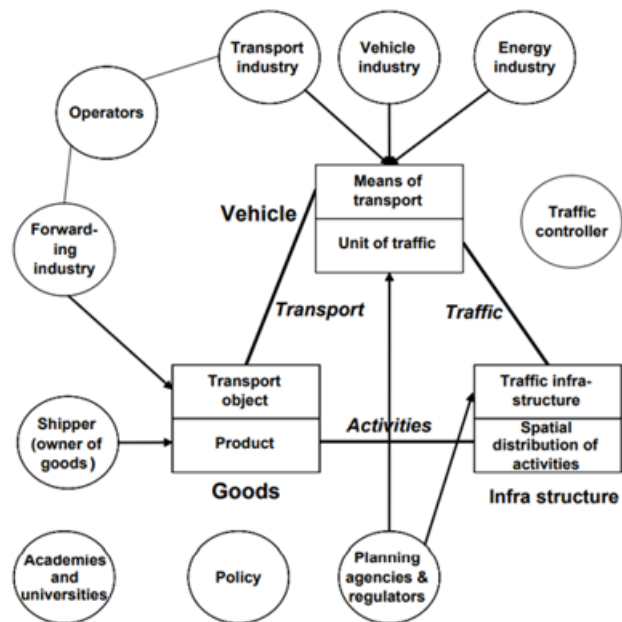 Transport
industry
Vehicle
industry
Energy
industry
Operators
Means of
transport
Vehicle
Unit of traffic
Traffic
controller
Forward-
ing
industry
Transport
Traffic
Transport
object
Traffic infra-
structure
Shipper
(owner of
goods )
Product
Activities
Spatial
distribution of
activities
Goods
Infra structure
Academies
and
universities
Policy
Planning
agencies &
regulators